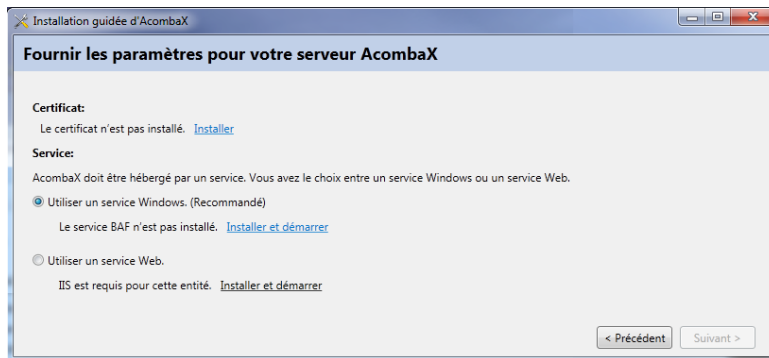 Installation guidée d'AcombaX
Fournir les paramètres pour votre serveur AcombaX
Certificat:
Le certificat n'est pas installé. Installer
Service:
AcombaX doit être hébergé par un service. Vous avez le choix entre un service Windows ou un service Web.
Utiliser un service Windows. (Recommandé)
Le service BAF n'est pas installé. Installer et démarrer
Utiliser un service Web.
IIS est requis pour cette entité. Installer et démarrer
< Précédent Suivant >